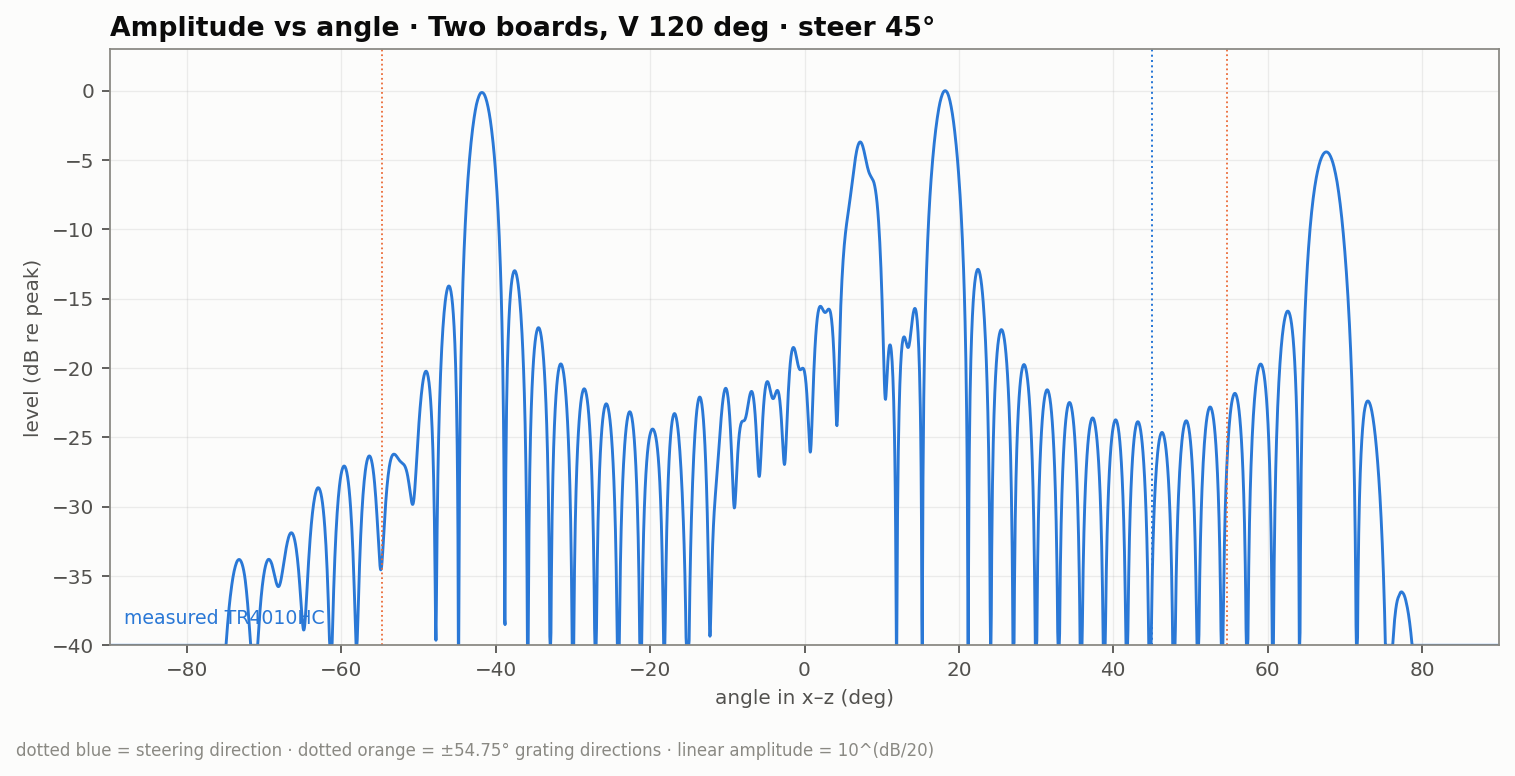 Amplitude vs angle · Two boards, V 120 deg · steer 45°
level (dB re peak)
0
−5
−10
−15
−20
−25
−30
−35
−40
measured TR4010HC
−80 −60 −40 −20 0 20 40 60 80
angle in x–z (deg)
dotted blue = steering direction · dotted orange = ±54.75° grating directions · linear amplitude = 10^(dB/20)